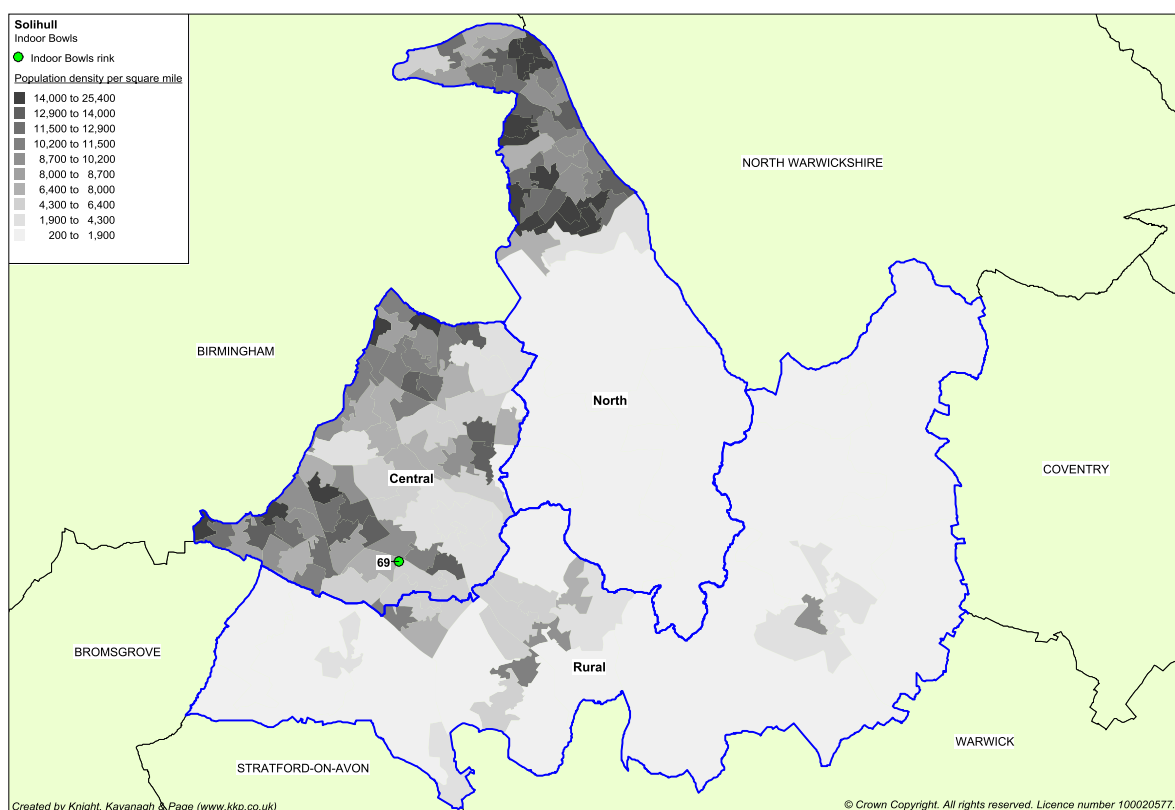 Solihull
Indoor Bowls
Indoor Bowls rink
Population density per square mile
14,000 to 25,400
12,900 to 14,000
11,500 to 12,900
10,200 to 11,500
8,700 to 10,200
8,000 to 8,700
6,400 to 8,000
4,300 to 6,400
1,900 to 4,300
200 to 1,900
NORTH WARWICKSHIRE
BIRMINGHAM
North
COVENTRY
Central
69
BROMSGROVE
Rural
WARWICK
STRATFORD-ON-AVON
Created by Knight, Kavanagh & Page (www.kkp.co.uk)
© Crown Copyright. All rights reserved. Licence number 100020577.